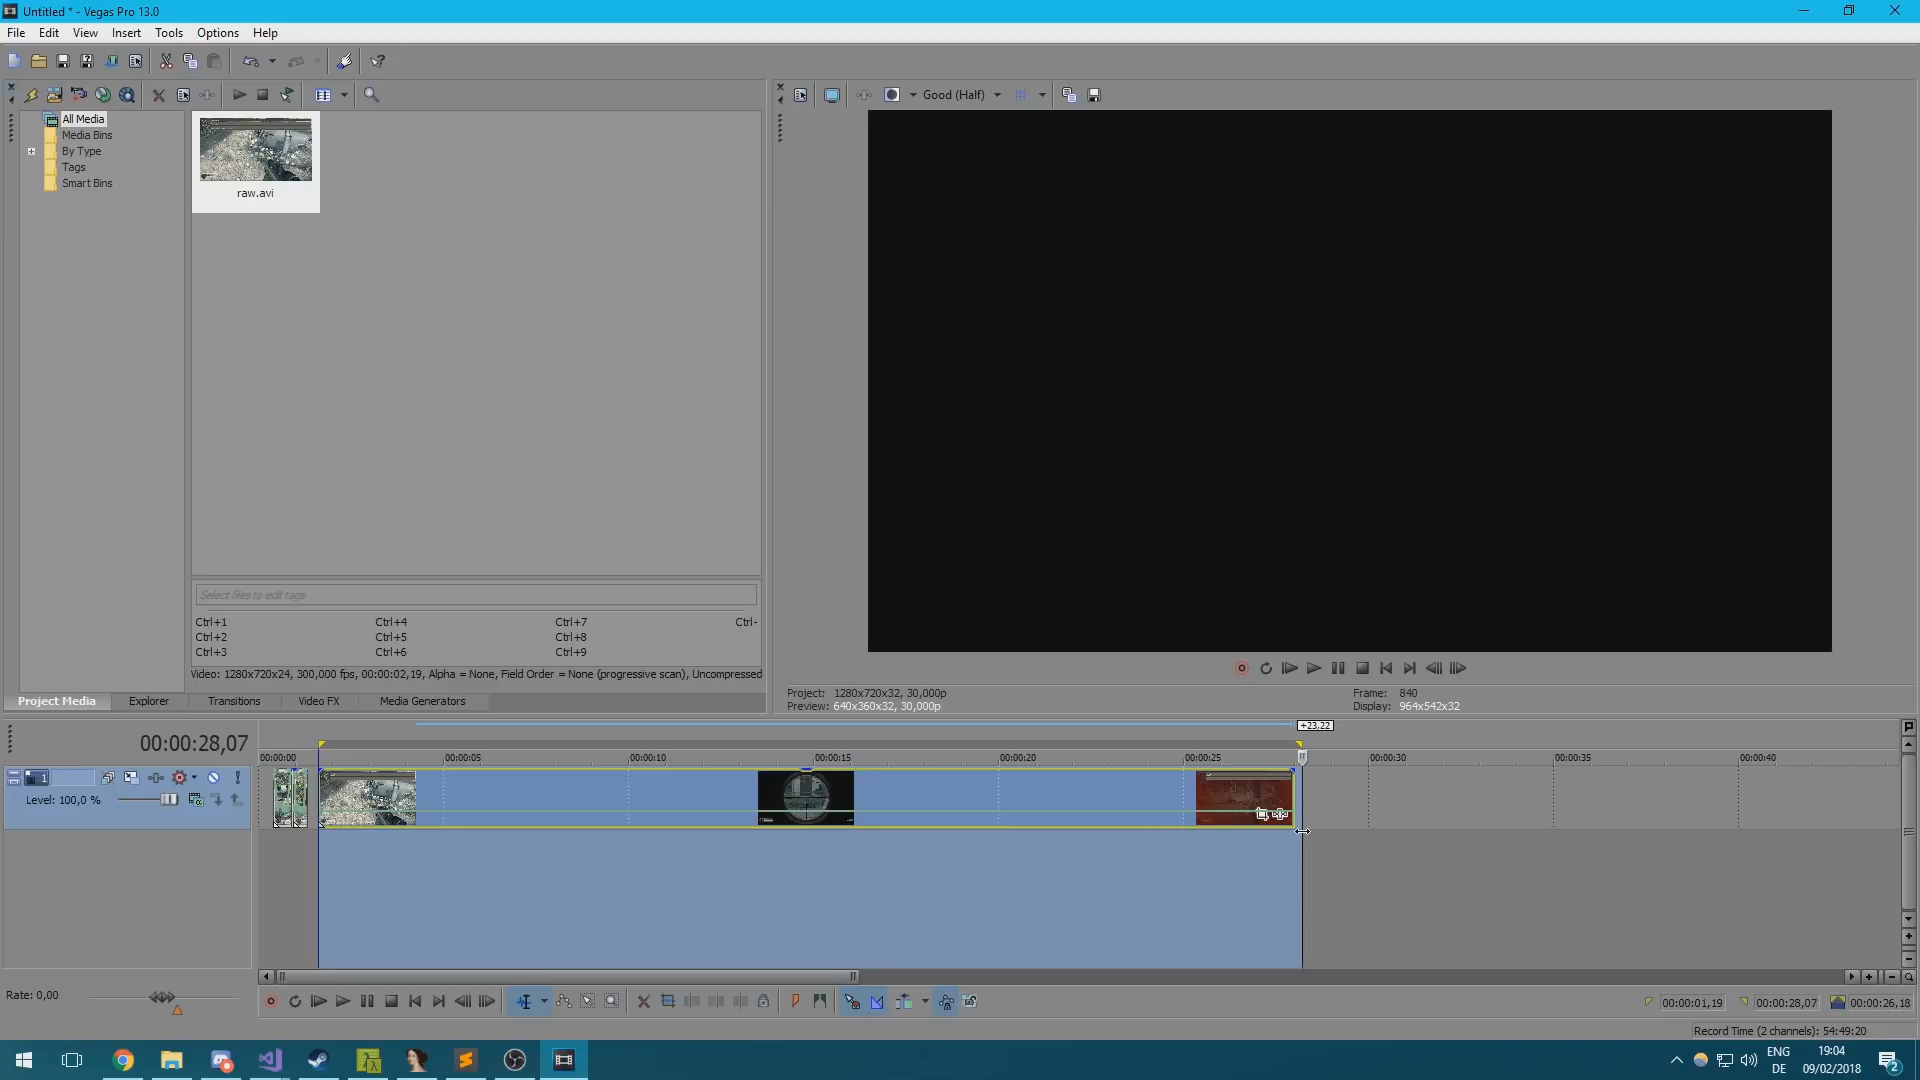 Untitled * - Vegas Pro 13.0
File Edit View Insert Tools Options Help
Good (Half)
All Media
Media Bins
By Type
Tags
Smart Bins
raw.avi
Select files to edit tags
Ctrl+1 Ctrl+4 Ctrl+7 Ctrl-
Ctrl+2 Ctrl+5 Ctrl+8
Ctrl+3 Ctrl+6 Ctrl+9
Video: 1280x720x24, 300,000 fps, 00:00:02,19, Alpha = None, Field Order = None (progressive scan), Uncompressed
Project Media Explorer Transitions Video FX Media Generators
Project: 1280x720x32, 30,000p
Preview: 640x360x32, 30,000p
Frame: 840
Display: 964x542x32
+23,22
00:00:28,07
00:00:00 00:00:05 00:00:10 00:00:15 00:00:20 00:00:25 00:00:30 00:00:35 00:00:40
1
Level: 100,0 %
Rate: 0,00
00:00:01,19 00:00:28,07 00:00:26,18
Record Time (2 channels): 54:49:20
ENG
DE
19:04
09/02/2018
2